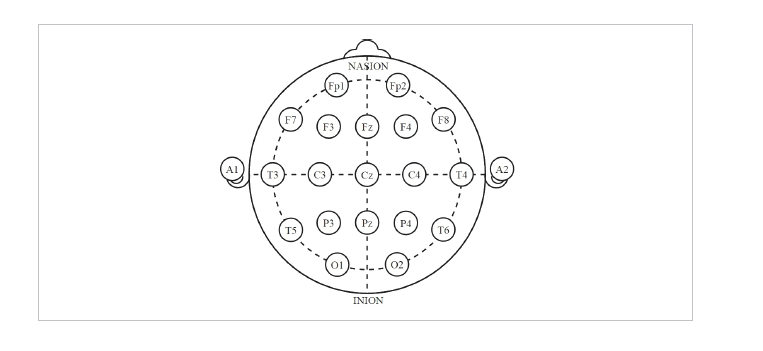 NASION
Fp1 Fp2
F7 F3 Fz F4 F8
A1 T3 C3 Cz C4 T4 A2
T5 P3 Pz P4 T6
O1 O2
INION